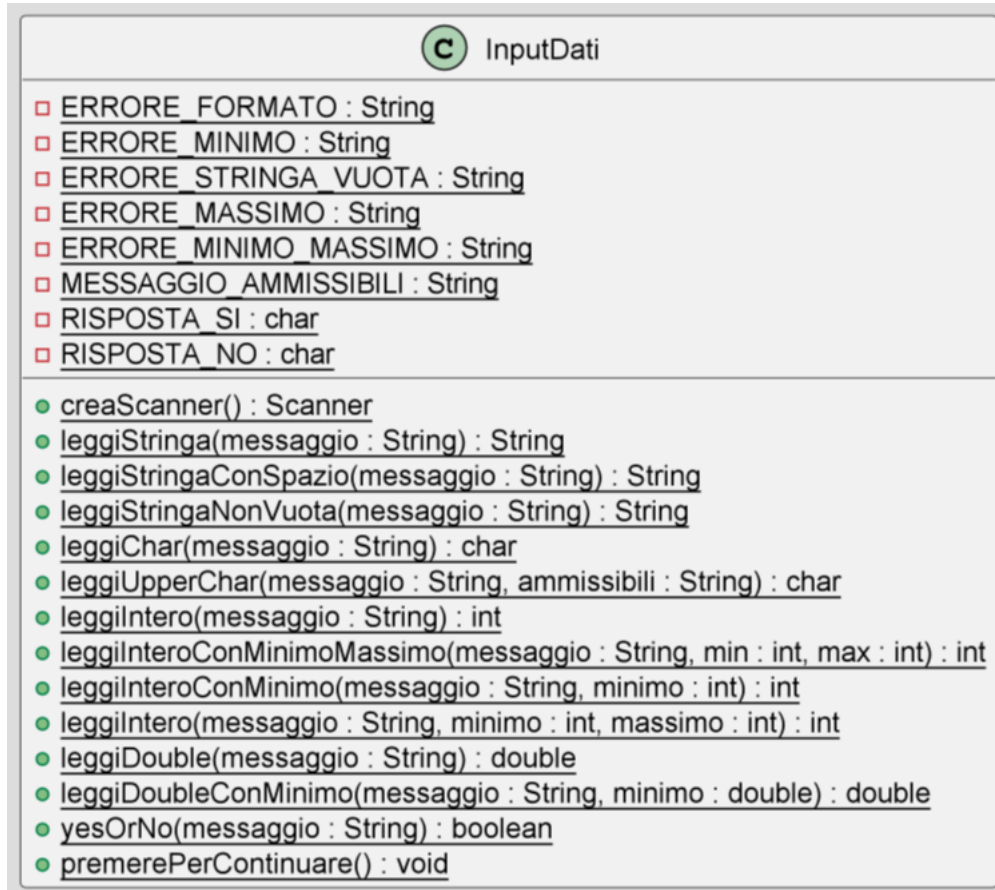 C InputDati
ERRORE_FORMATO : String
ERRORE_MINIMO : String
ERRORE_STRINGA_VUOTA : String
ERRORE_MASSIMO : String
ERRORE_MINIMO_MASSIMO : String
MESSAGGIO_AMMISSIBILI : String
RISPOSTA_SI : char
RISPOSTA_NO : char
creaScanner() : Scanner
leggiStringa(messaggio : String) : String
leggiStringaConSpazio(messaggio : String) : String
leggiStringaNonVuota(messaggio : String) : String
leggiChar(messaggio : String) : char
leggiUpperChar(messaggio : String, ammissibili : String) : char
leggiIntero(messaggio : String) : int
leggiInteroConMinimoMassimo(messaggio : String, min : int, max : int) : int
leggiInteroConMinimo(messaggio : String, minimo : int) : int
leggiIntero(messaggio : String, minimo : int, massimo : int) : int
leggiDouble(messaggio : String) : double
leggiDoubleConMinimo(messaggio : String, minimo : double) : double
yesOrNo(messaggio : String) : boolean
premerePerContinuare() : void